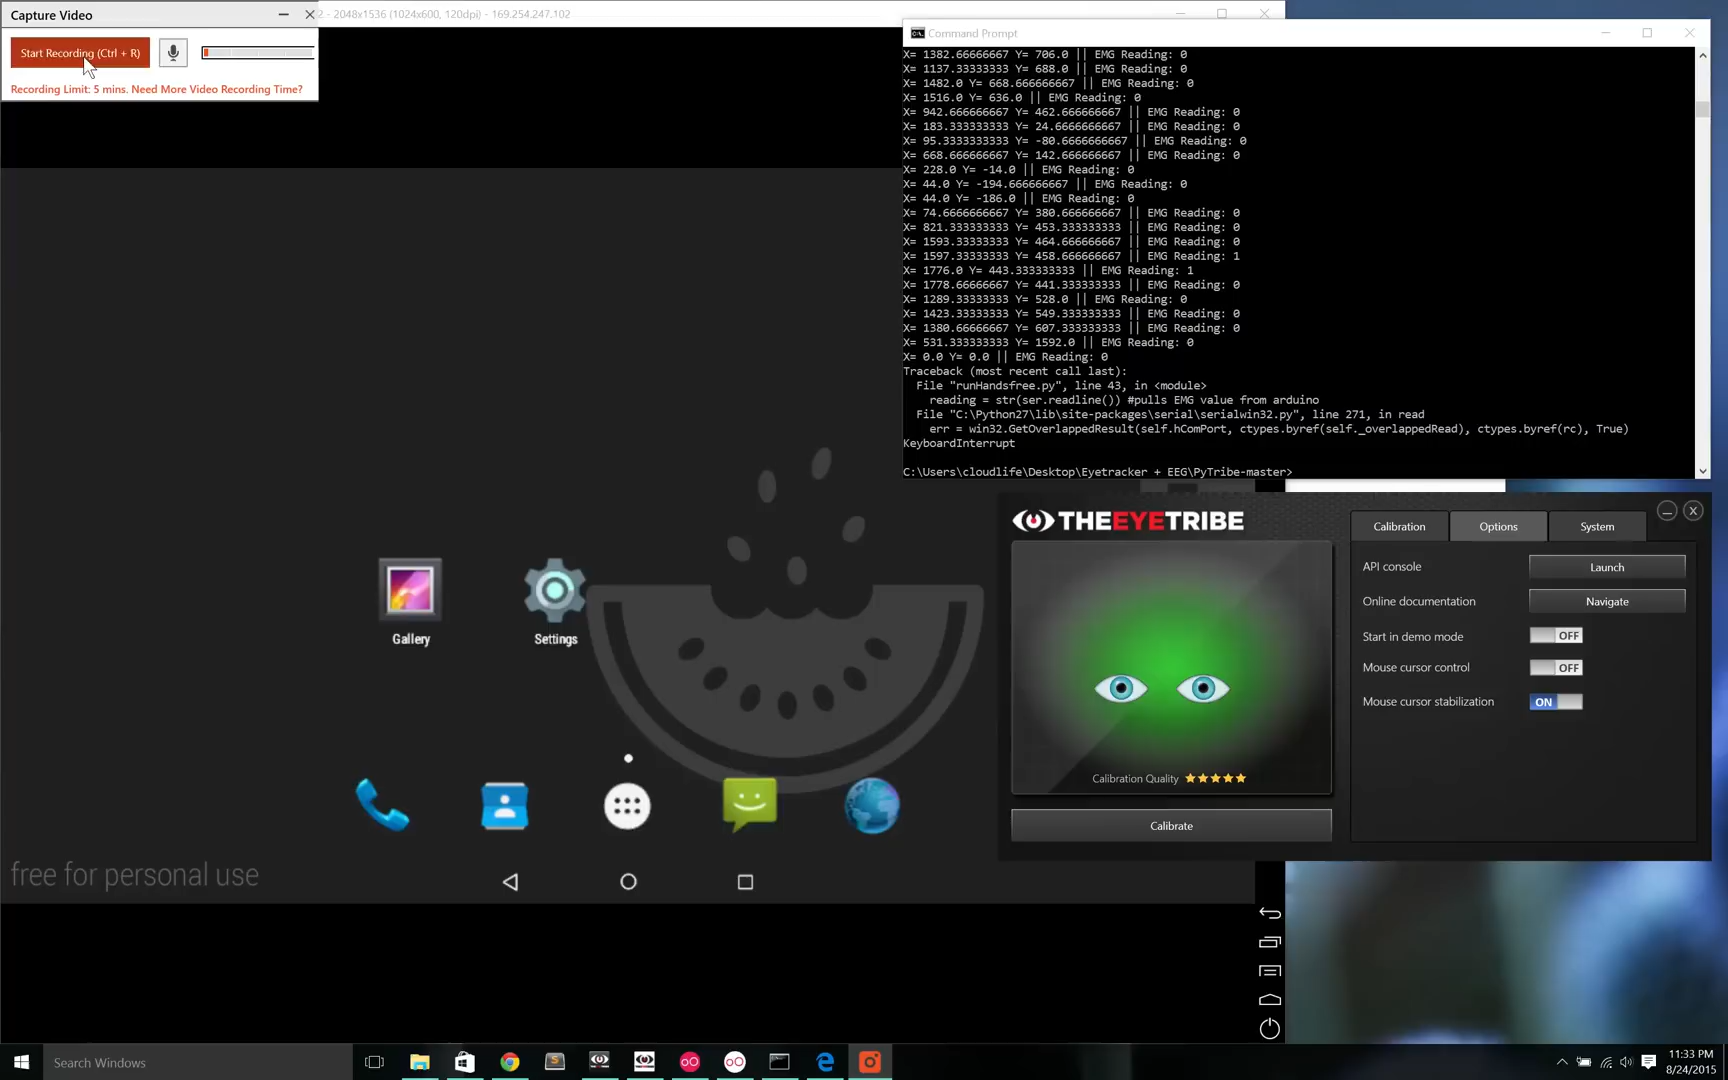 Capture Video
2 - 2048x1536 (1024x600, 120dpi) - 169.254.247.102
Start Recording (Ctrl + R)
Recording Limit: 5 mins. Need More Video Recording Time?
Command Prompt
X= 1382.66666667 Y= 706.0 || EMG Reading: 0
X= 1137.33333333 Y= 688.0 || EMG Reading: 0
X= 1482.0 Y= 668.666666667 || EMG Reading: 0
X= 1516.0 Y= 636.0 || EMG Reading: 0
X= 942.666666667 Y= 462.666666667 || EMG Reading: 0
X= 183.333333333 Y= 24.6666666667 || EMG Reading: 0
X= 95.3333333333 Y= -80.6666666667 || EMG Reading: 0
X= 668.666666667 Y= 142.666666667 || EMG Reading: 0
X= 228.0 Y= -14.0 || EMG Reading: 0
X= 44.0 Y= -194.666666667 || EMG Reading: 0
X= 44.0 Y= -186.0 || EMG Reading: 0
X= 74.6666666667 Y= 380.666666667 || EMG Reading: 0
X= 821.333333333 Y= 453.333333333 || EMG Reading: 0
X= 1593.33333333 Y= 464.666666667 || EMG Reading: 0
X= 1597.33333333 Y= 458.666666667 || EMG Reading: 1
X= 1776.0 Y= 443.333333333 || EMG Reading: 1
X= 1778.66666667 Y= 441.333333333 || EMG Reading: 0
X= 1289.33333333 Y= 528.0 || EMG Reading: 0
X= 1423.33333333 Y= 549.333333333 || EMG Reading: 0
X= 1380.66666667 Y= 607.333333333 || EMG Reading: 0
X= 531.333333333 Y= 1592.0 || EMG Reading: 0
X= 0.0 Y= 0.0 || EMG Reading: 0
Traceback (most recent call last):
File "runHandsfree.py", line 43, in <module>
reading = str(ser.readline()) #pulls EMG value from arduino
File "C:\Python27\lib\site-packages\serial\serialwin32.py", line 271, in read
err = win32.GetOverlappedResult(self.hComPort, ctypes.byref(self._overlappedRead), ctypes.byref(rc), True)
KeyboardInterrupt
C:\Users\cloudlife\Desktop\Eyetracker + EEG\PyTribe-master>
THEEYETRIBE
Calibration Options System
API console Launch
Online documentation Navigate
Start in demo mode OFF
Mouse cursor control OFF
Mouse cursor stabilization ON
Calibration Quality
Calibrate
Gallery
Settings
free for personal use
Search Windows
11:33 PM
8/24/2015